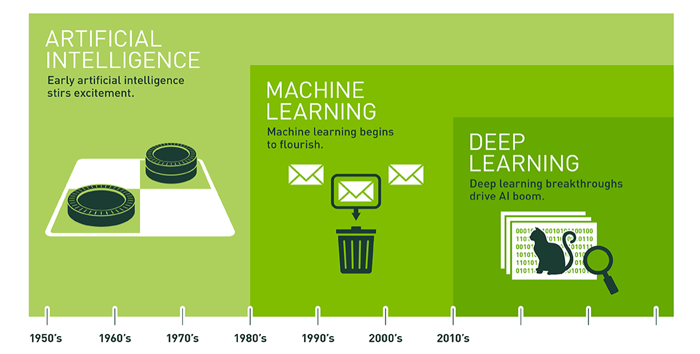 ARTIFICIAL
INTELLIGENCE
Early artificial intelligence
stirs excitement.
MACHINE
LEARNING
Machine learning begins
to flourish.
DEEP
LEARNING
Deep learning breakthroughs
drive AI boom.
1950's 1960's 1970's 1980's 1990's 2000's 2010's